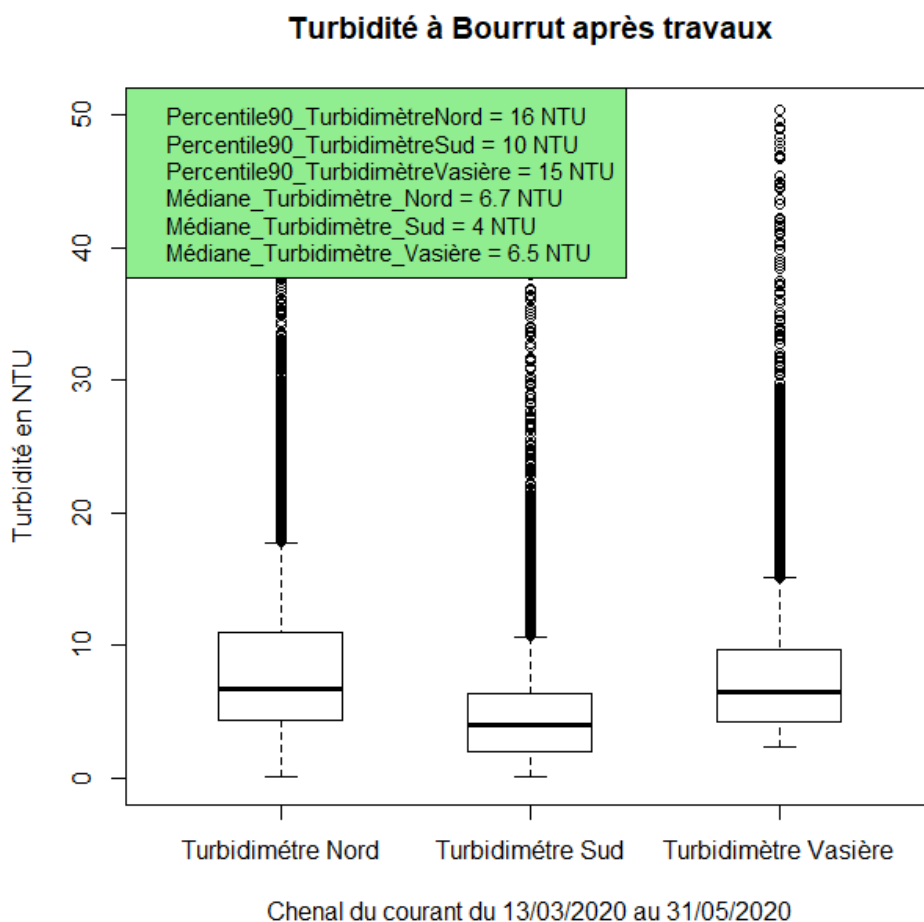 Turbidité à Bourrut après travaux
Percentile90_TurbidimètreNord = 16 NTU
Percentile90_TurbidimètreSud = 10 NTU
Percentile90_TurbidimètreVasière = 15 NTU
Médiane_Turbidimètre_Nord = 6.7 NTU
Médiane_Turbidimètre_Sud = 4 NTU
Médiane_Turbidimètre_Vasière = 6.5 NTU
Turbidité en NTU
50
40
30
20
10
0
Turbidimétre Nord
Turbidimétre Sud
Turbidimètre Vasière
Chenal du courant du 13/03/2020 au 31/05/2020